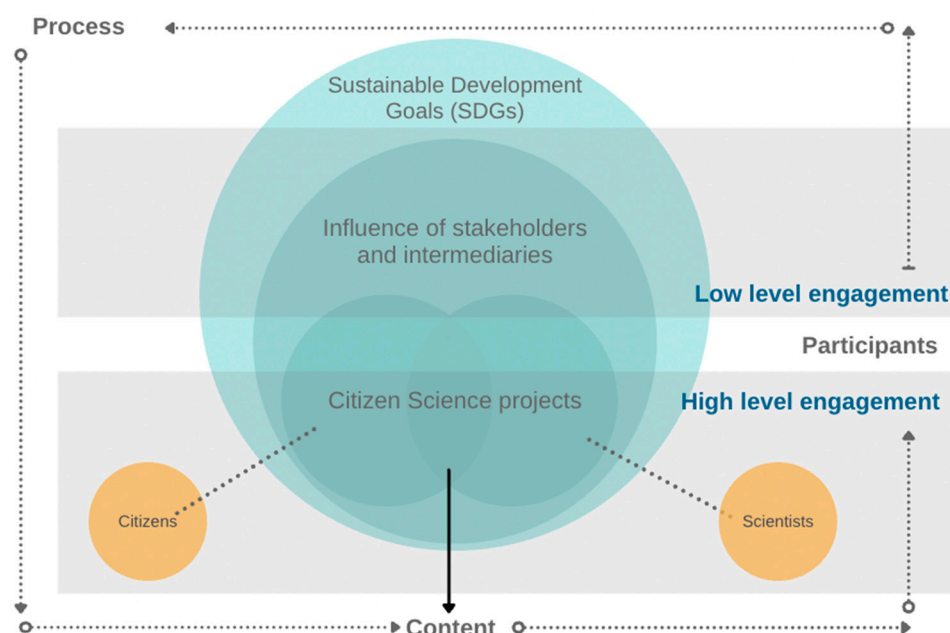 Process
Sustainable Development
Goals (SDGs)
Influence of stakeholders
and intermediaries
Low level engagement
Participants
Citizen Science projects
High level engagement
Citizens
Scientists
Content